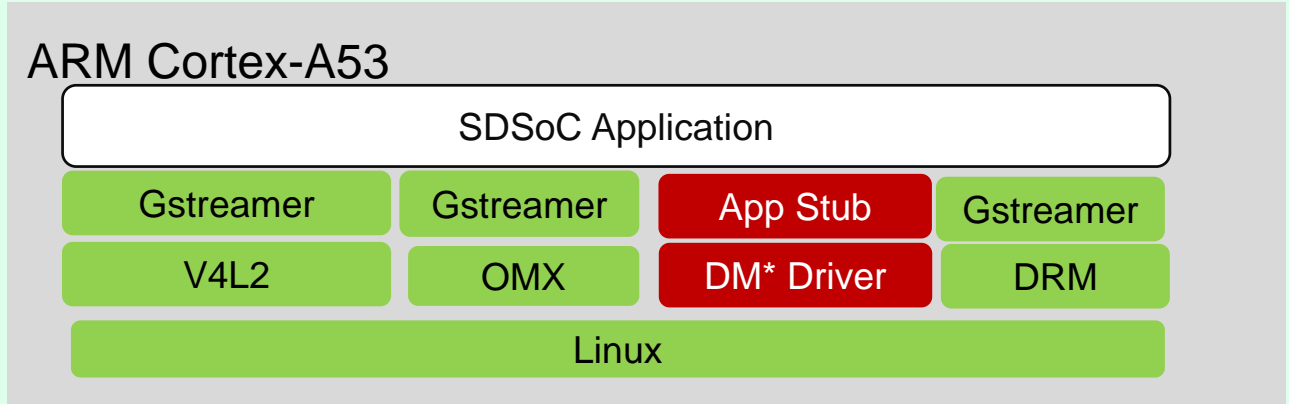 ARM Cortex-A53
SDSoC Application
Gstreamer Gstreamer App Stub Gstreamer
V4L2 OMX DM* Driver DRM
Linux